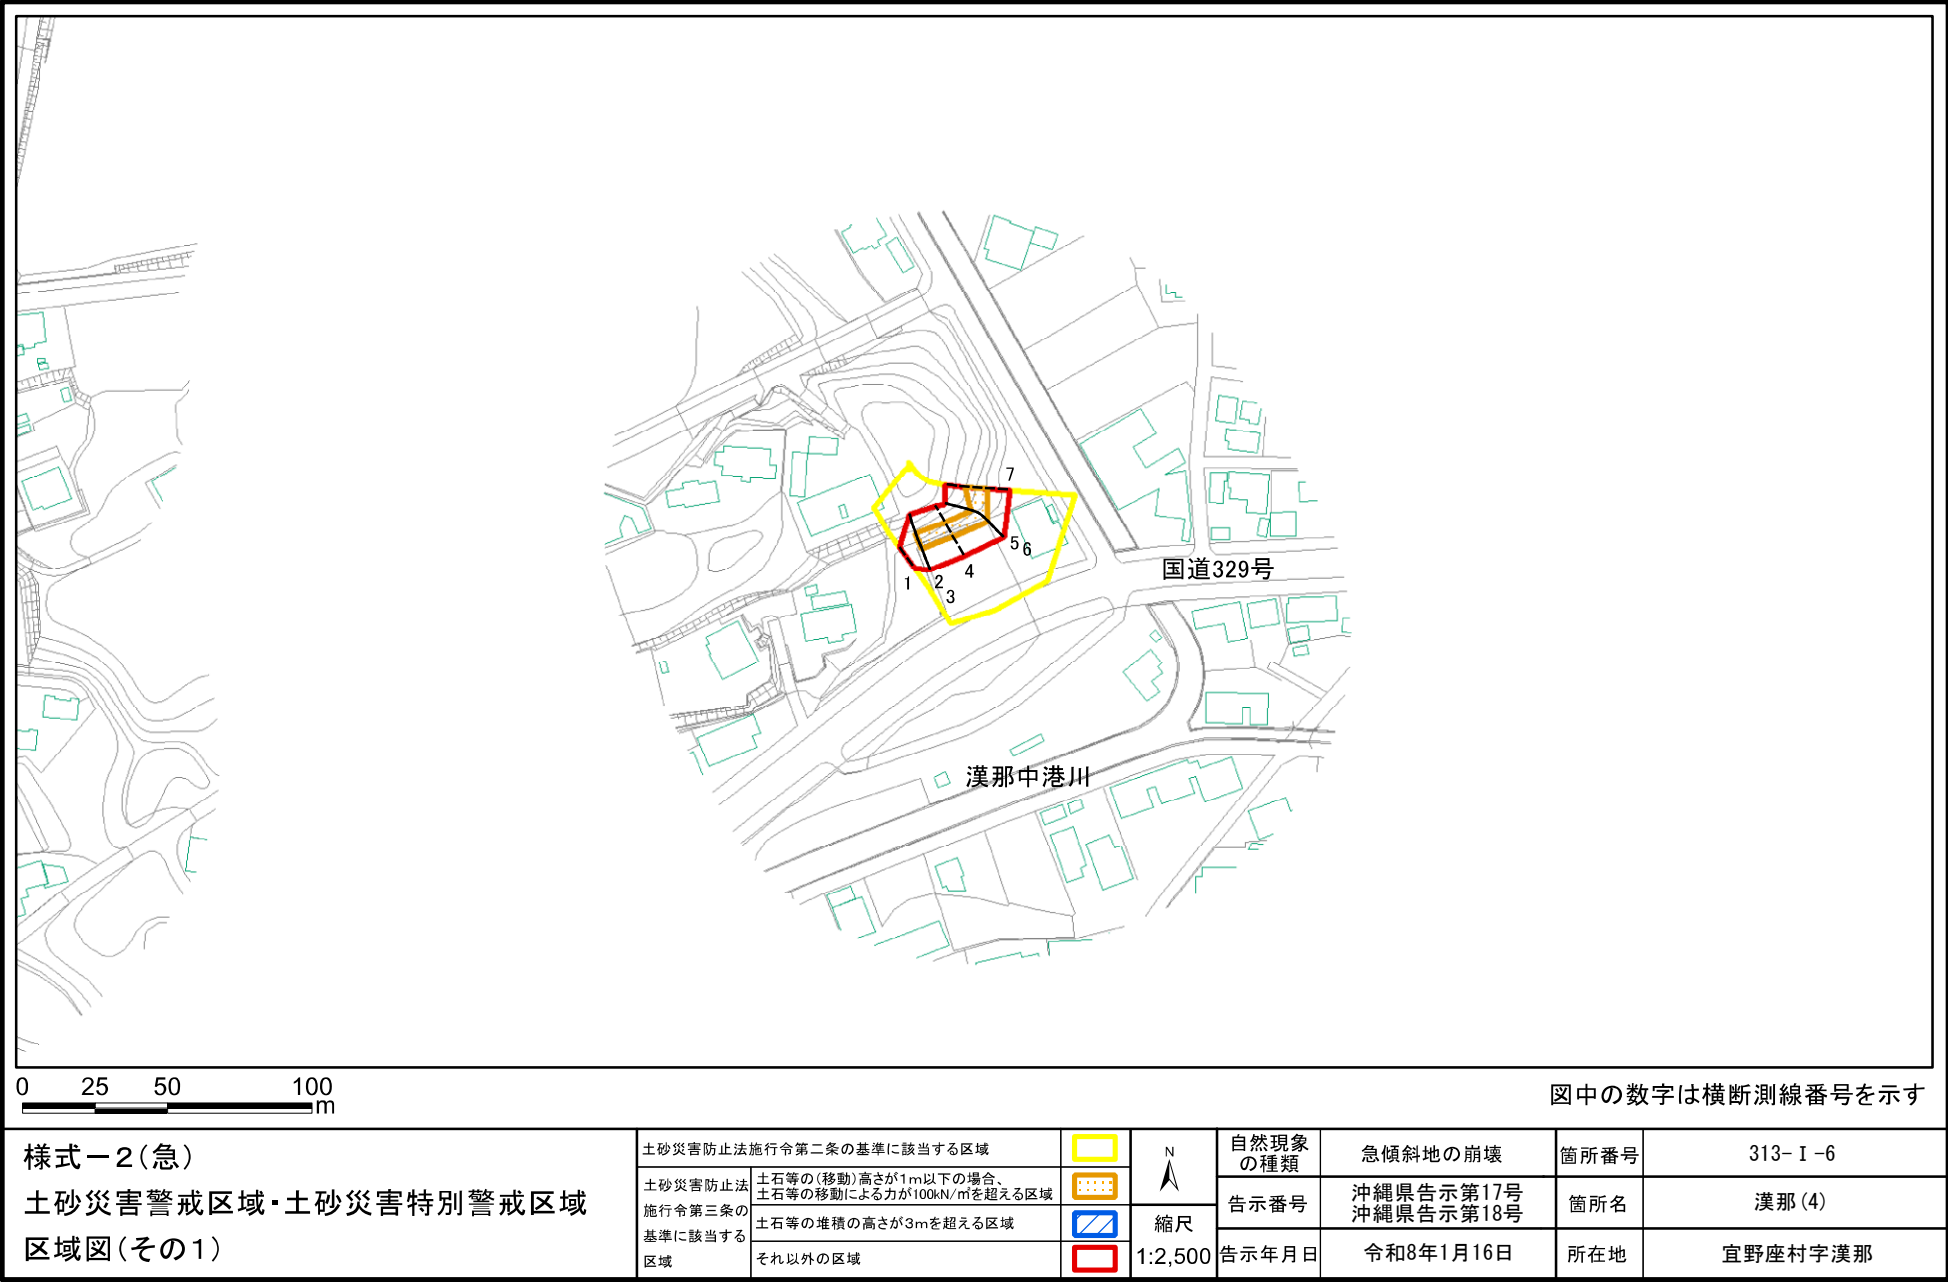 7
5
6
4
1
2
3
国道329号
漢那中港川
0 25 50 100
m
図中の数字は横断測線番号を示す
様式－2（急）
土砂災害警戒区域・土砂災害特別警戒区域
区域図（その１）
土砂災害防止法施行令第二条の基準に該当する区域
土砂災害防止法
施行令第三条の
基準に該当する
区域
土石等の（移動）高さが1ｍ以下の場合、
土石等の移動による力が100kN/㎡を超える区域
土石等の堆積の高さが3ｍを超える区域
それ以外の区域
N
縮尺
1:2,500
自然現象
の種類
急傾斜地の崩壊
箇所番号
313-Ⅰ-6
告示番号
沖縄県告示第17号
沖縄県告示第18号
箇所名
漢那(4)
告示年月日
令和8年1月16日
所在地
宜野座村字漢那